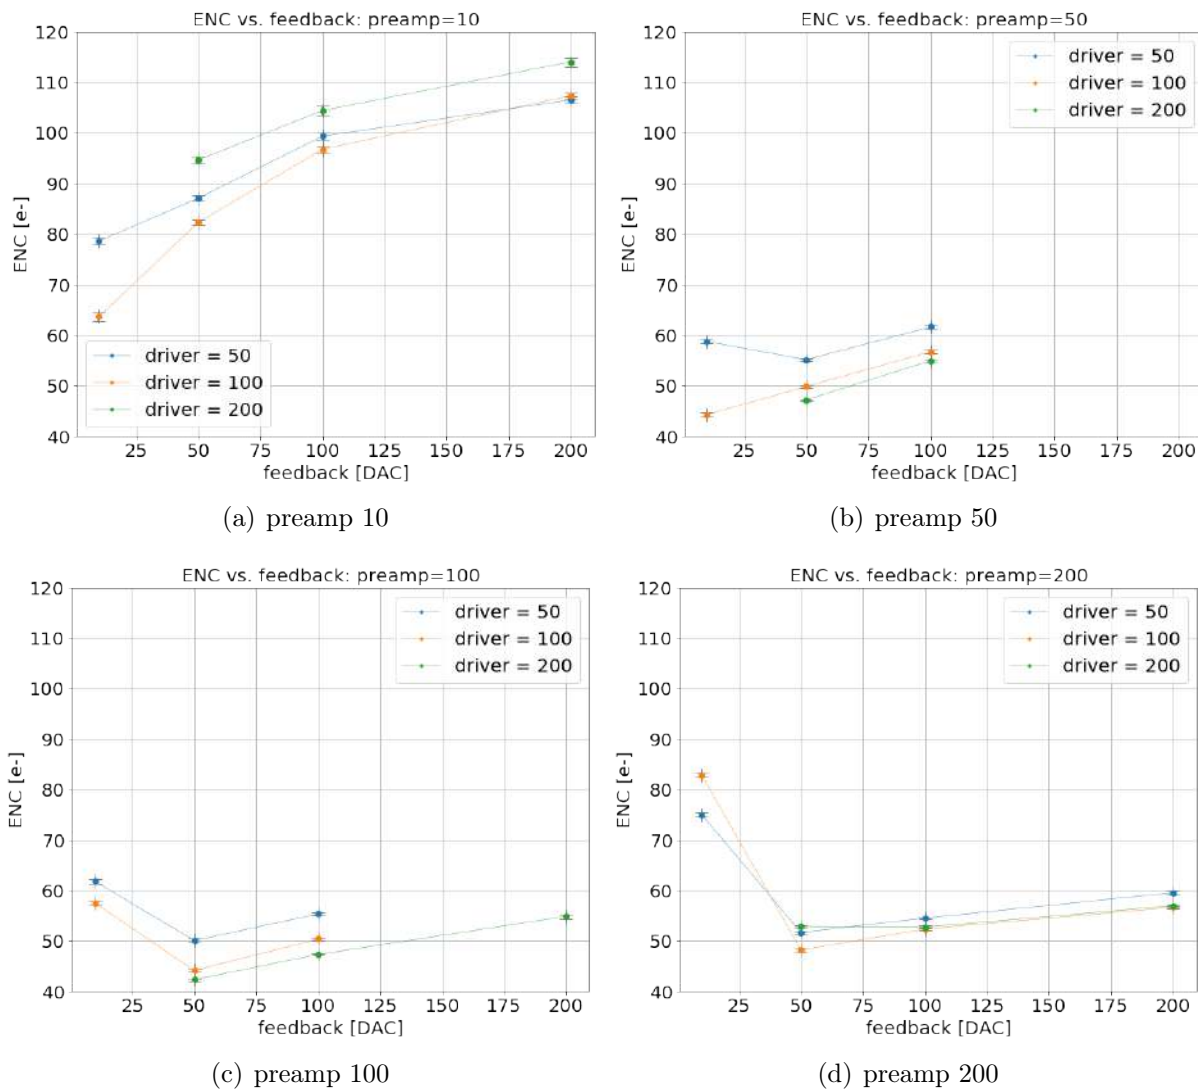 ENC vs. feedback: preamp=10
120
110
100
90
80
70
60
50
40
ENC [e-]
driver = 50
driver = 100
driver = 200
25 50 75 100 125 150 175 200
feedback [DAC]
(a) preamp 10
ENC vs. feedback: preamp=50
120
110
100
90
80
70
60
50
40
ENC [e-]
driver = 50
driver = 100
driver = 200
25 50 75 100 125 150 175 200
feedback [DAC]
(b) preamp 50
ENC vs. feedback: preamp=100
120
110
100
90
80
70
60
50
40
ENC [e-]
driver = 50
driver = 100
driver = 200
25 50 75 100 125 150 175 200
feedback [DAC]
(c) preamp 100
ENC vs. feedback: preamp=200
120
110
100
90
80
70
60
50
40
ENC [e-]
driver = 50
driver = 100
driver = 200
25 50 75 100 125 150 175 200
feedback [DAC]
(d) preamp 200